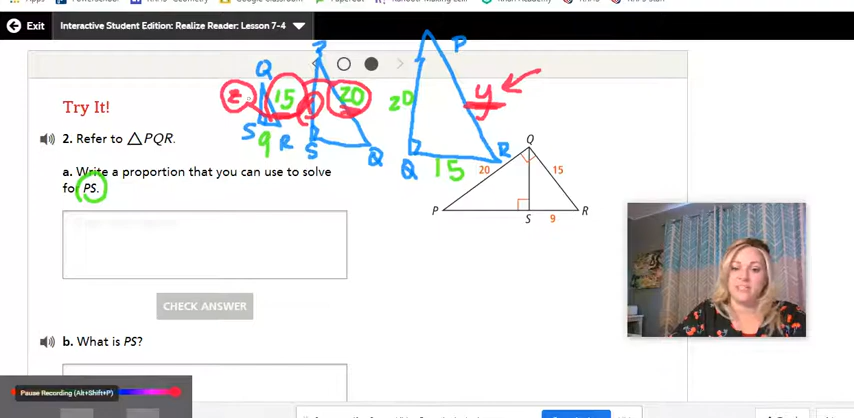 Exit
Interactive Student Edition: Realize Reader: Lesson 7-4
Try It!
2. Refer to △PQR.
a. Write a proportion that you can use to solve
for PS.
CHECK ANSWER
b. What is PS?
Q
z
15
20
S
9
R
S
Q
P
20
y
Q
15
R
Q
20
15
P
S
R
9
Pause Recording (Alt+Shift+P)